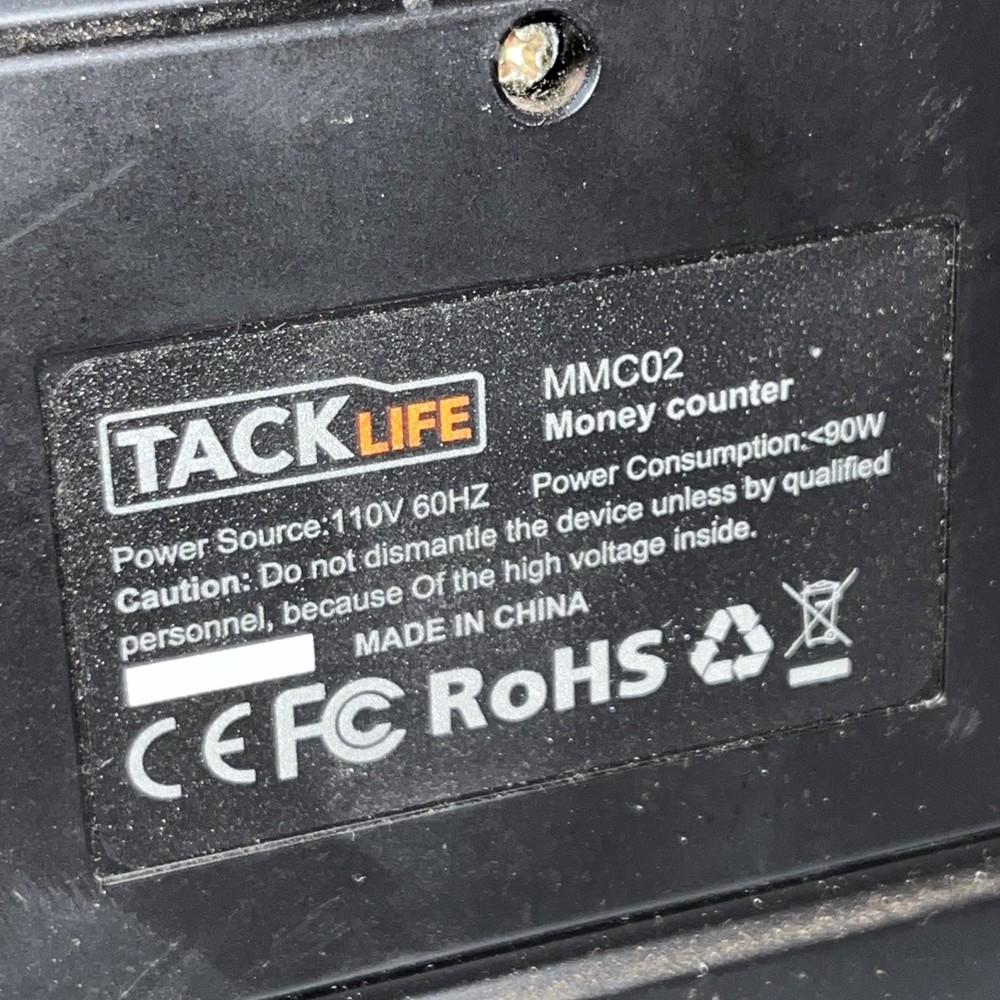 TACKLIFE
MMC02
Money counter
Power Source:110V 60HZ Power Consumption:<90W
Caution: Do not dismantle the device unless by qualified
personnel, because Of the high voltage inside.
MADE IN CHINA
CE FC RoHS